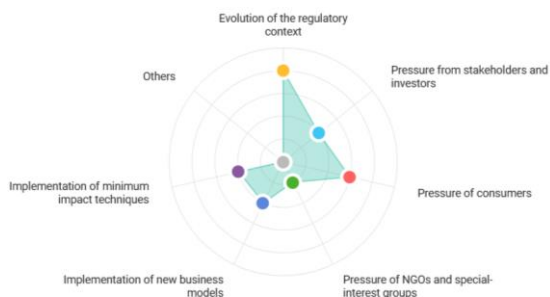 Evolution of the regulatory
context
Pressure from stakeholders and
investors
Others
Implementation of minimum
impact techniques
Pressure of consumers
Implementation of new business
models
Pressure of NGOs and special-
interest groups